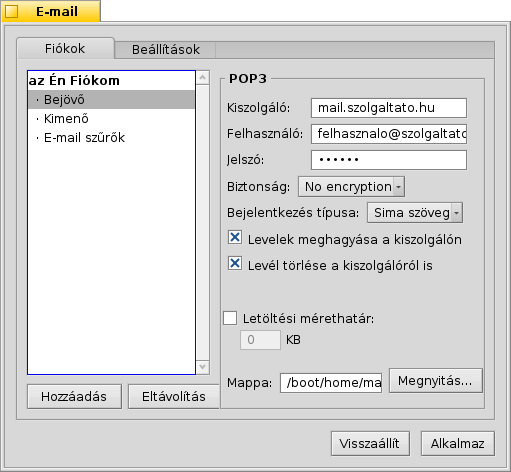 E-mail
Fiókok
Beállítások
az Én Fiókom
· Bejövő
· Kimenő
· E-mail szűrők
Hozzáadás
Eltávolítás
POP3
Kiszolgáló: mail.szolgaltato.hu
Felhasználó: felhasznalo@szolgaltato
Jelszó: ••••••
Biztonság: No encryption
Bejelentkezés típusa: Sima szöveg
Levelek meghagyása a kiszolgálón
Levél törlése a kiszolgálóról is
Letöltési mérethatár:
0 KB
Mappa: /boot/home/ma Megnyitás...
Visszaállít
Alkalmaz